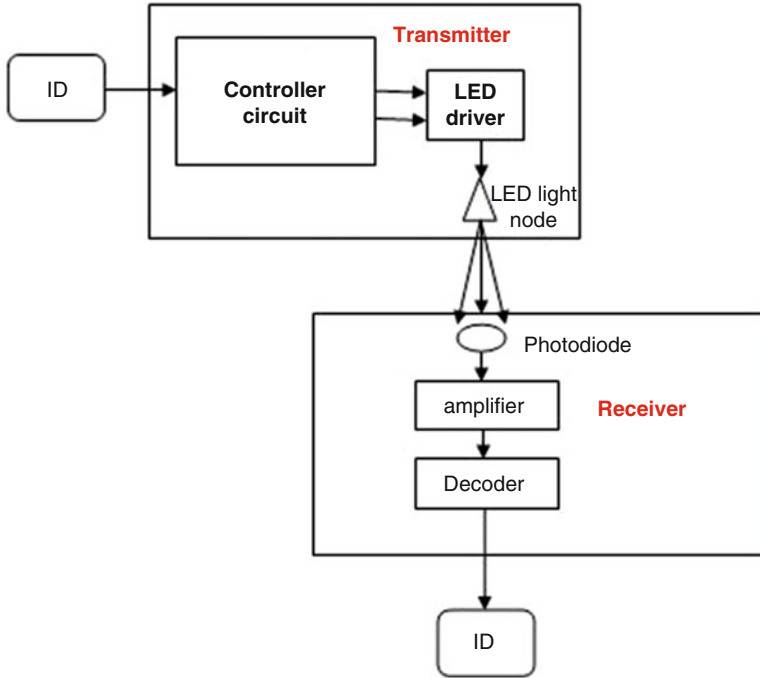 Transmitter
ID
Controller
circuit
LED
driver
LED light
node
Photodiode
amplifier
Receiver
Decoder
ID